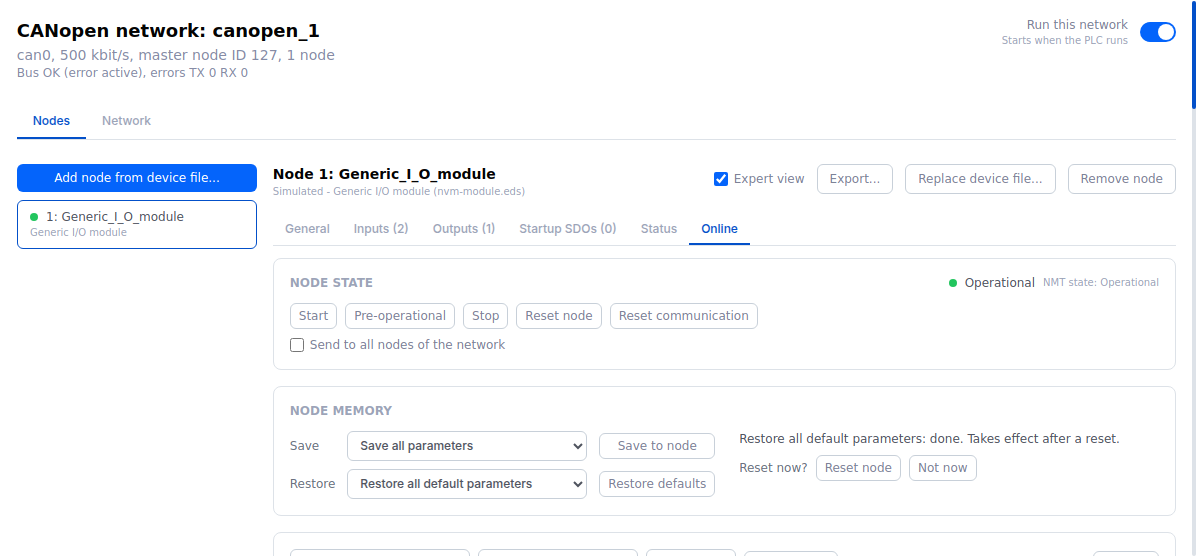 CANopen network: canopen_1
can0, 500 kbit/s, master node ID 127, 1 node
Bus OK (error active), errors TX 0 RX 0
Run this network
Starts when the PLC runs
Nodes
Network
Add node from device file...
1: Generic_I_O_module
Generic I/O module
Node 1: Generic_I_O_module
Simulated - Generic I/O module (nvm-module.eds)
Expert view
Export...
Replace device file...
Remove node
General
Inputs (2)
Outputs (1)
Startup SDOs (0)
Status
Online
NODE STATE
Operational
NMT state: Operational
Start
Pre-operational
Stop
Reset node
Reset communication
Send to all nodes of the network
NODE MEMORY
Save
Save all parameters
Save to node
Restore
Restore all default parameters
Restore defaults
Restore all default parameters: done. Takes effect after a reset.
Reset now?
Reset node
Not now